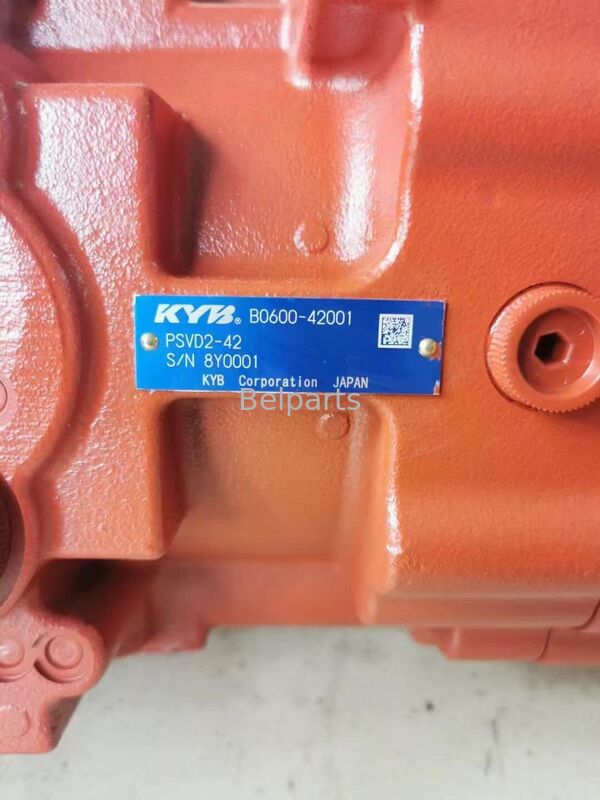 KYB® B0600-42001
PSVD2-42
S/N 8Y0001
KYB Corporation JAPAN
Belparts